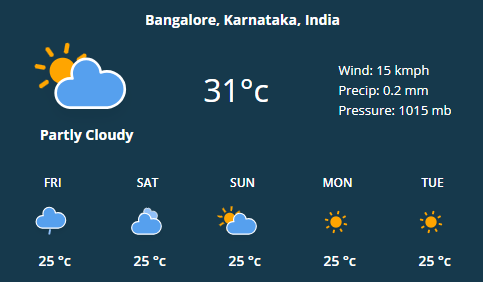 Bangalore, Karnataka, India
Partly Cloudy
31°c
Wind: 15 kmph
Precip: 0.2 mm
Pressure: 1015 mb
FRI SAT SUN MON TUE
25 °c 25 °c 25 °c 25 °c 25 °c